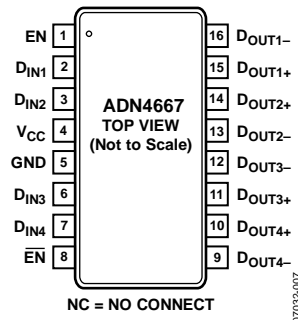 EN 1
DIN1 2
DIN2 3
VCC 4
GND 5
DIN3 6
DIN4 7
EN 8
ADN4667
TOP VIEW
(Not to Scale)
16 DOUT1–
15 DOUT1+
14 DOUT2+
13 DOUT2–
12 DOUT3–
11 DOUT3+
10 DOUT4+
9 DOUT4–
NC = NO CONNECT
07032-007